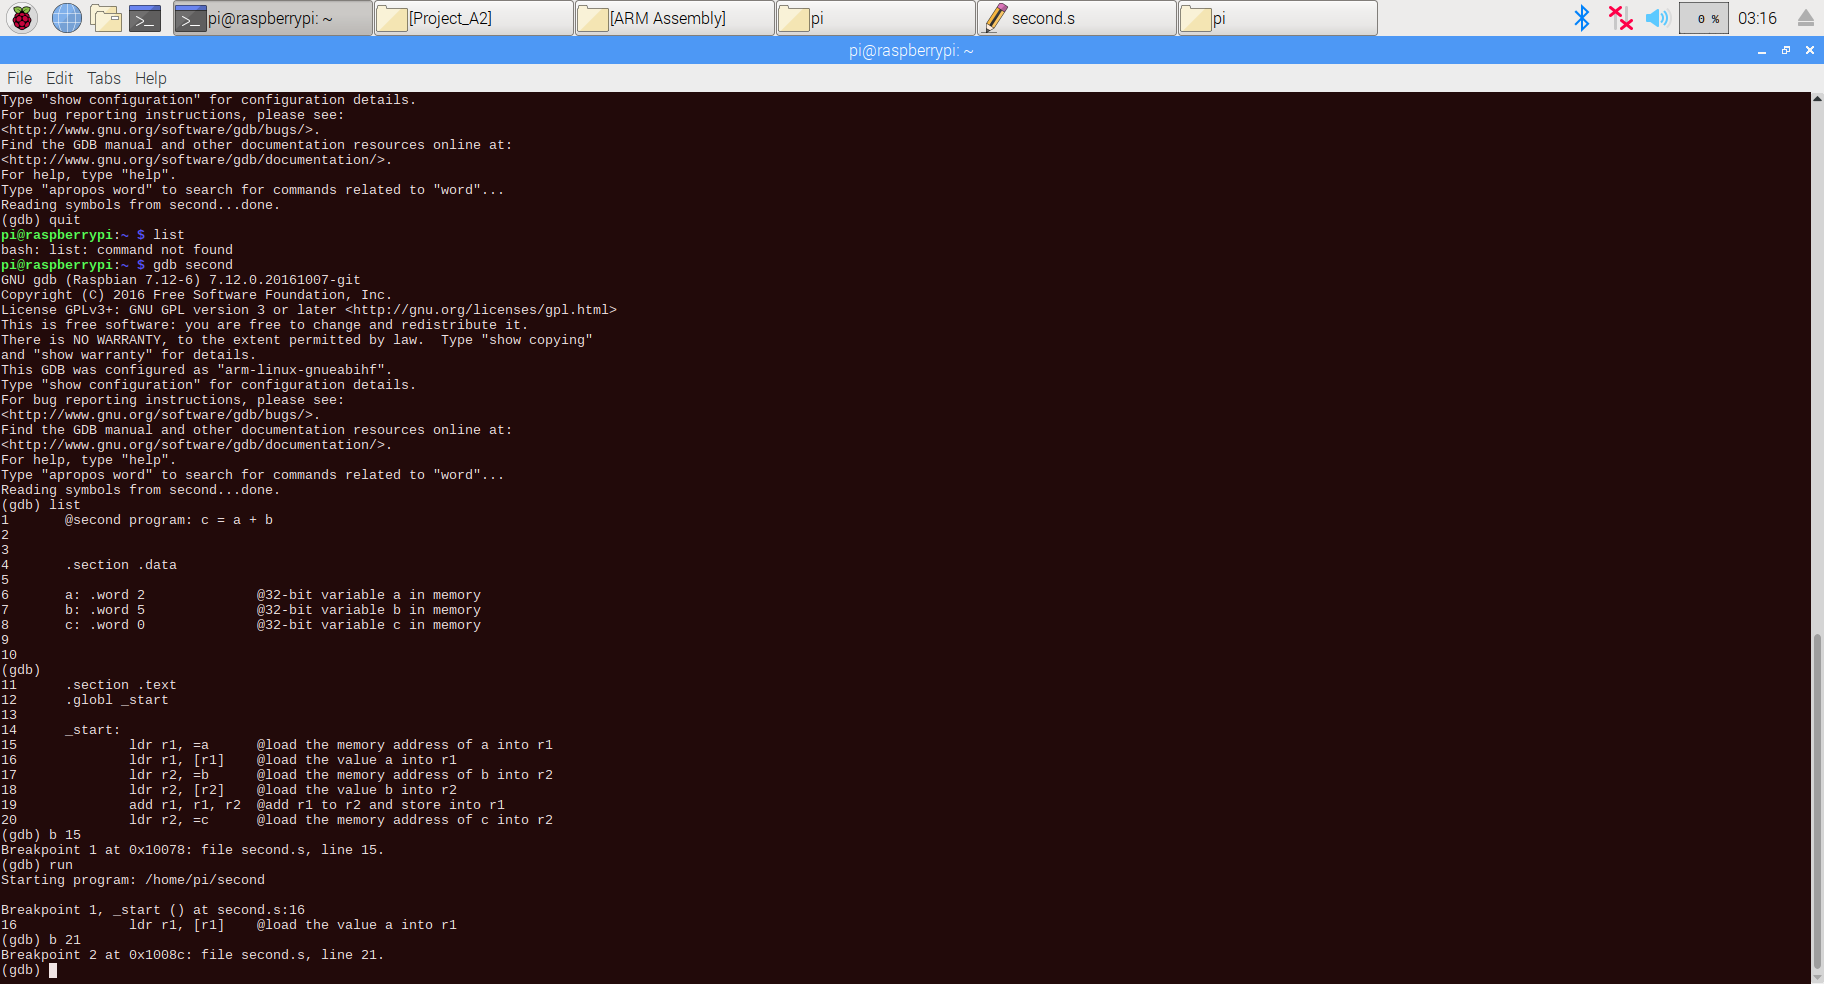 pi@raspberrypi: ~
[Project_A2]
[ARM Assembly]
pi
second.s
pi
0 %
03:16
pi@raspberrypi: ~
File Edit Tabs Help
Type "show configuration" for configuration details.
For bug reporting instructions, please see:
<http://www.gnu.org/software/gdb/bugs/>.
Find the GDB manual and other documentation resources online at:
<http://www.gnu.org/software/gdb/documentation/>.
For help, type "help".
Type "apropos word" to search for commands related to "word"...
Reading symbols from second...done.
(gdb) quit
pi@raspberrypi:~ $ list
bash: list: command not found
pi@raspberrypi:~ $ gdb second
GNU gdb (Raspbian 7.12-6) 7.12.0.20161007-git
Copyright (C) 2016 Free Software Foundation, Inc.
License GPLv3+: GNU GPL version 3 or later <http://gnu.org/licenses/gpl.html>
This is free software: you are free to change and redistribute it.
There is NO WARRANTY, to the extent permitted by law.  Type "show copying"
and "show warranty" for details.
This GDB was configured as "arm-linux-gnueabihf".
Type "show configuration" for configuration details.
For bug reporting instructions, please see:
<http://www.gnu.org/software/gdb/bugs/>.
Find the GDB manual and other documentation resources online at:
<http://www.gnu.org/software/gdb/documentation/>.
For help, type "help".
Type "apropos word" to search for commands related to "word"...
Reading symbols from second...done.
(gdb) list
1       @second program: c = a + b
2
3
4       .section .data
5
6       a: .word 2              @32-bit variable a in memory
7       b: .word 5              @32-bit variable b in memory
8       c: .word 0              @32-bit variable c in memory
9
10
(gdb)
11      .section .text
12      .globl _start
13
14      _start:
15              ldr r1, =a      @load the memory address of a into r1
16              ldr r1, [r1]    @load the value a into r1
17              ldr r2, =b      @load the memory address of b into r2
18              ldr r2, [r2]    @load the value b into r2
19              add r1, r1, r2  @add r1 to r2 and store into r1
20              ldr r2, =c      @load the memory address of c into r2
(gdb) b 15
Breakpoint 1 at 0x10078: file second.s, line 15.
(gdb) run
Starting program: /home/pi/second
Breakpoint 1, _start () at second.s:16
16              ldr r1, [r1]    @load the value a into r1
(gdb) b 21
Breakpoint 2 at 0x1008c: file second.s, line 21.
(gdb)